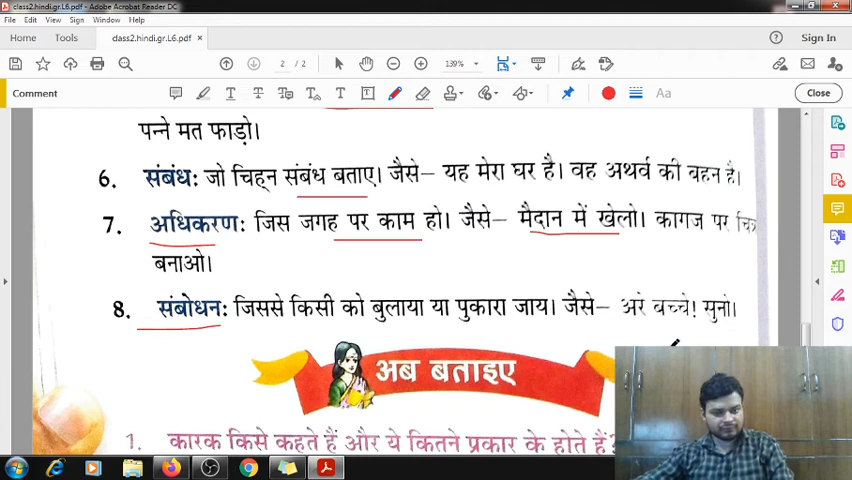 class2.hindi.gr.L6.pdf - Adobe Acrobat Reader DC
File Edit View Sign Window Help
Home Tools class2.hindi.gr.L6.pdf × Sign In
2 / 2 139%
Comment Aa Close
पन्ने मत फाड़ो।
6. संबंध: जो चिह्न संबंध बताए। जैसे– यह मेरा घर है। वह अथर्व की बहन है।
7. अधिकरण: जिस जगह पर काम हो। जैसे– मैदान में खेलो। कागज पर चित्र
बनाओ।
8. संबोधन: जिससे किसी को बुलाया या पुकारा जाय। जैसे– अरे बच्चे! सुनो।
अब बताइए
1. कारक किसे कहते हैं और ये कितने प्रकार के होते हैं?